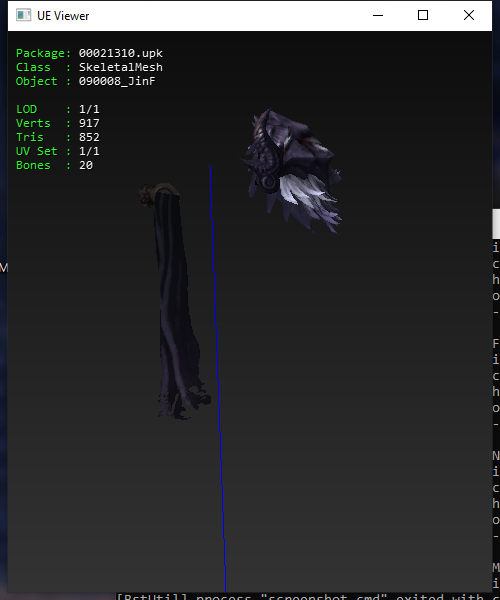 UE Viewer
Package: 00021310.upk
Class  : SkeletalMesh
Object : 090008_JinF
LOD    : 1/1
Verts  : 917
Tris   : 852
UV Set : 1/1
Bones  : 20
M
i
c
h
o
-
F
i
c
h
o
-
N
i
c
h
o
-
M
i
[BstUtil] process "screenshot.cmd" exited with c